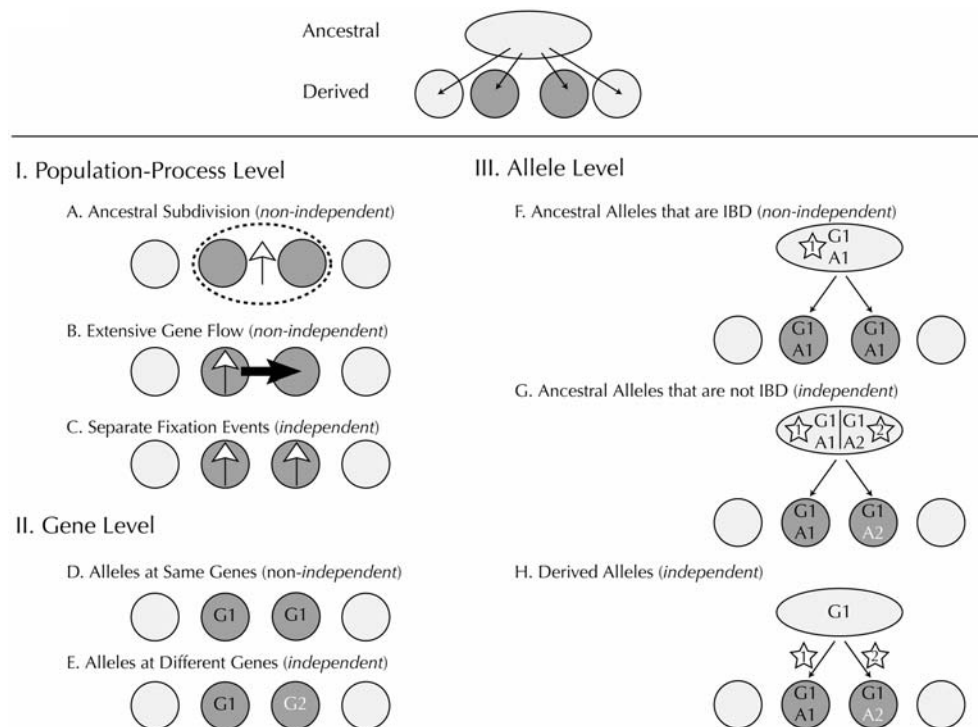 Ancestral
Derived
I. Population-Process Level
A. Ancestral Subdivision (non-independent)
B. Extensive Gene Flow (non-independent)
C. Separate Fixation Events (independent)
II. Gene Level
D. Alleles at Same Genes (non-independent)
G1 G1
E. Alleles at Different Genes (independent)
G1 G2
III. Allele Level
F. Ancestral Alleles that are IBD (non-independent)
1 G1
A1
G1 G1
A1 A1
G. Ancestral Alleles that are not IBD (independent)
1 G1 G1 2
A1 A2
G1 G1
A1 A2
H. Derived Alleles (independent)
G1
1 2
G1 G1
A1 A2